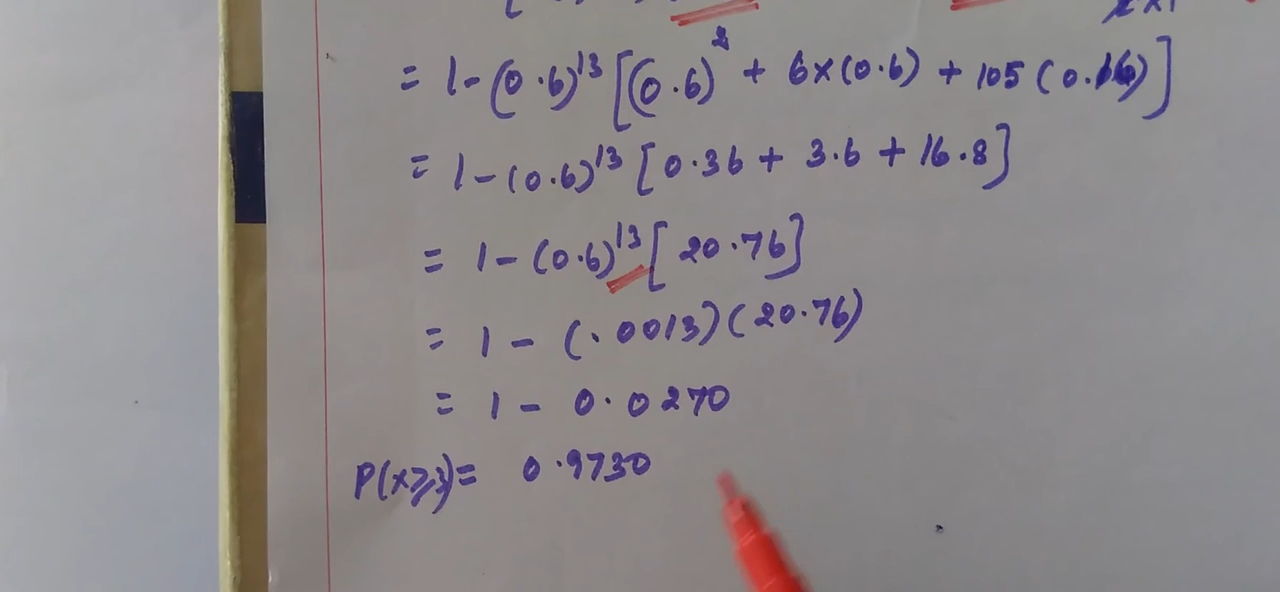 = 1 - (0.6)^13 [(0.6)^2 + 6×(0.6) + 105 (0.16)]
= 1 - (0.6)^13 [0.36 + 3.6 + 16.8]
= 1 - (0.6)^13 [20.76]
= 1 - (.0013)(20.76)
= 1 - 0.0270
P(x≥3) = 0.9730